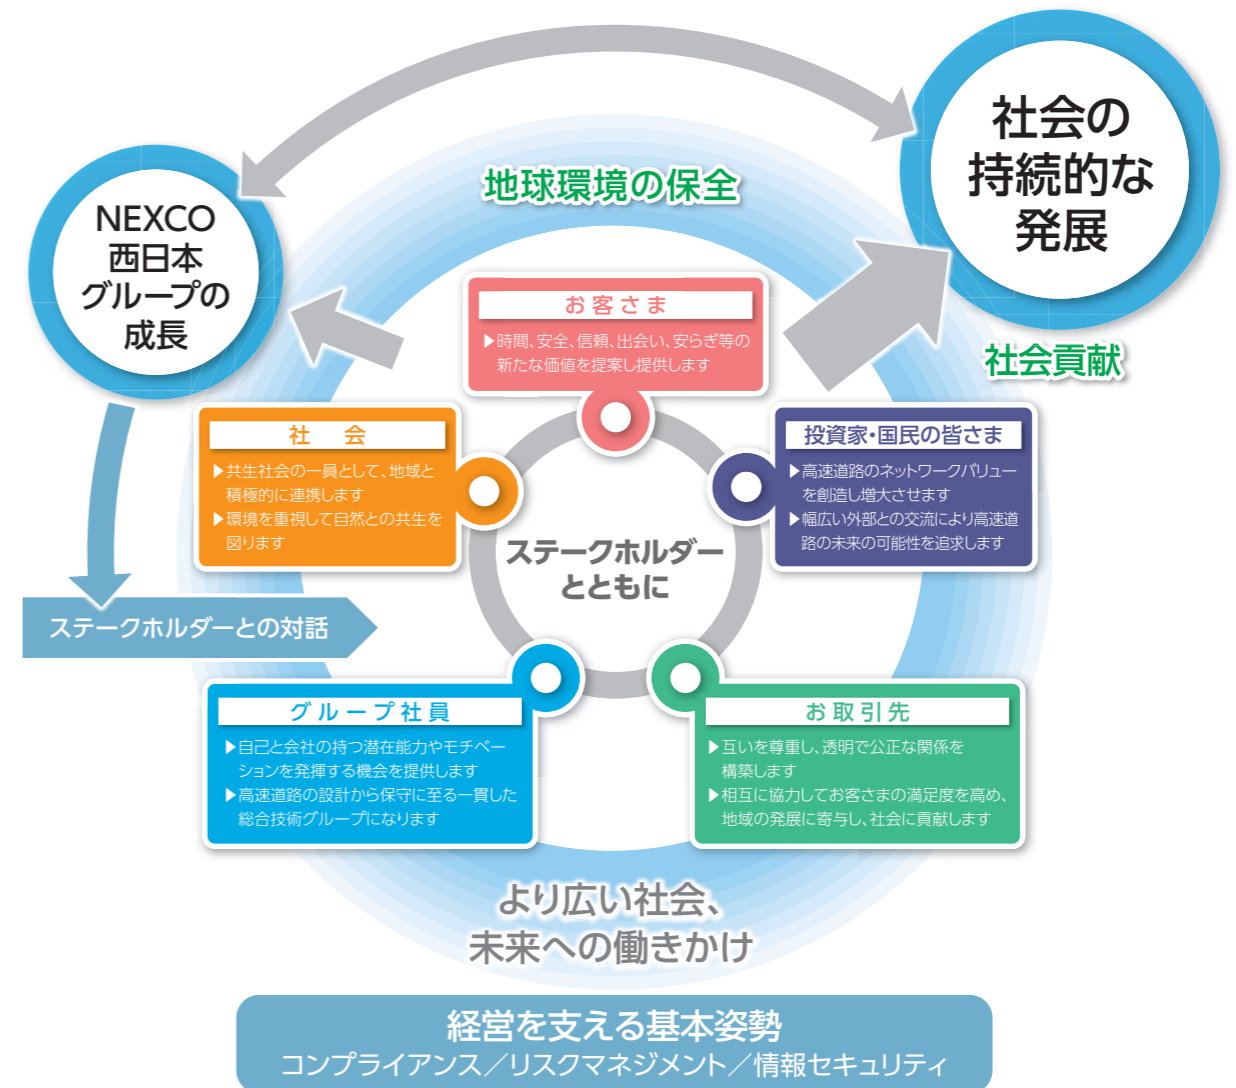 社会の
持続的な
発展
地球環境の保全
NEXCO
西日本
グループの
成長
社会貢献
お客さま
▶時間、安全、信頼、出会い、安らぎ等の
新たな価値を提案し提供します
社 会
▶共生社会の一員として、地域と
積極的に連携します
▶環境を重視して自然との共生を
図ります
投資家・国民の皆さま
▶高速道路のネットワークバリュー
を創造し増大させます
▶幅広い外部との交流により高速道
路の未来の可能性を追求します
ステークホルダー
とともに
ステークホルダーとの対話
グループ社員
▶自己と会社の持つ潜在能力やモチベー
ションを発揮する機会を提供します
▶高速道路の設計から保守に至る一貫した
総合技術グループになります
お取引先
▶互いを尊重し、透明で公正な関係を
構築します
▶相互に協力してお客さまの満足度を高め、
地域の発展に寄与し、社会に貢献します
より広い社会、
未来への働きかけ
経営を支える基本姿勢
コンプライアンス／リスクマネジメント／情報セキュリティ